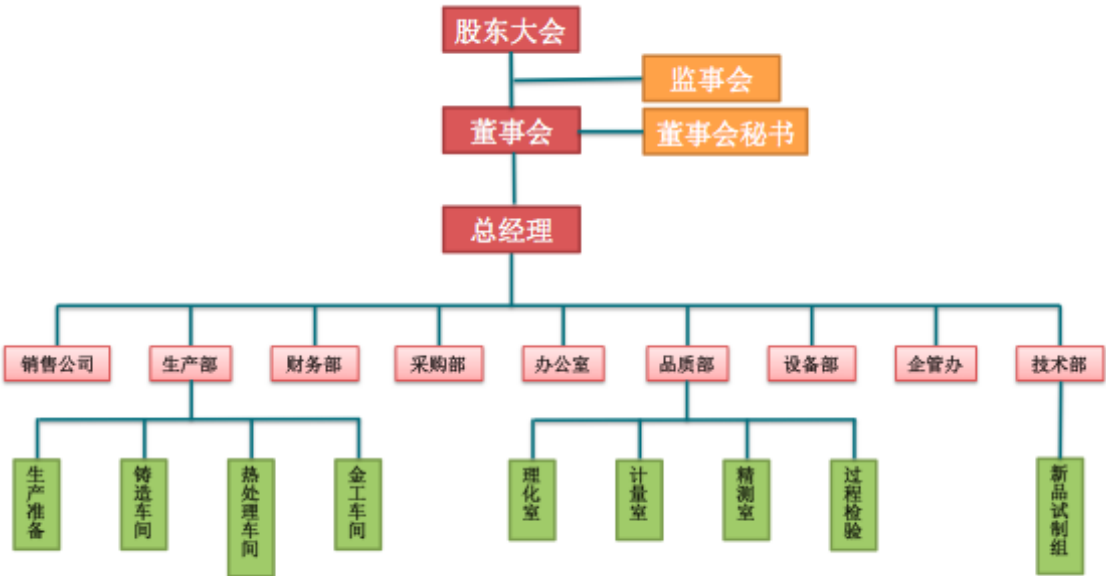 股东大会
监事会
董事会
董事会秘书
总经理
销售公司
生产部
财务部
采购部
办公室
品质部
设备部
企管办
技术部
生产准备
铸造车间
热处理车间
金工车间
理化室
计量室
精测室
过程检验
新品试制组